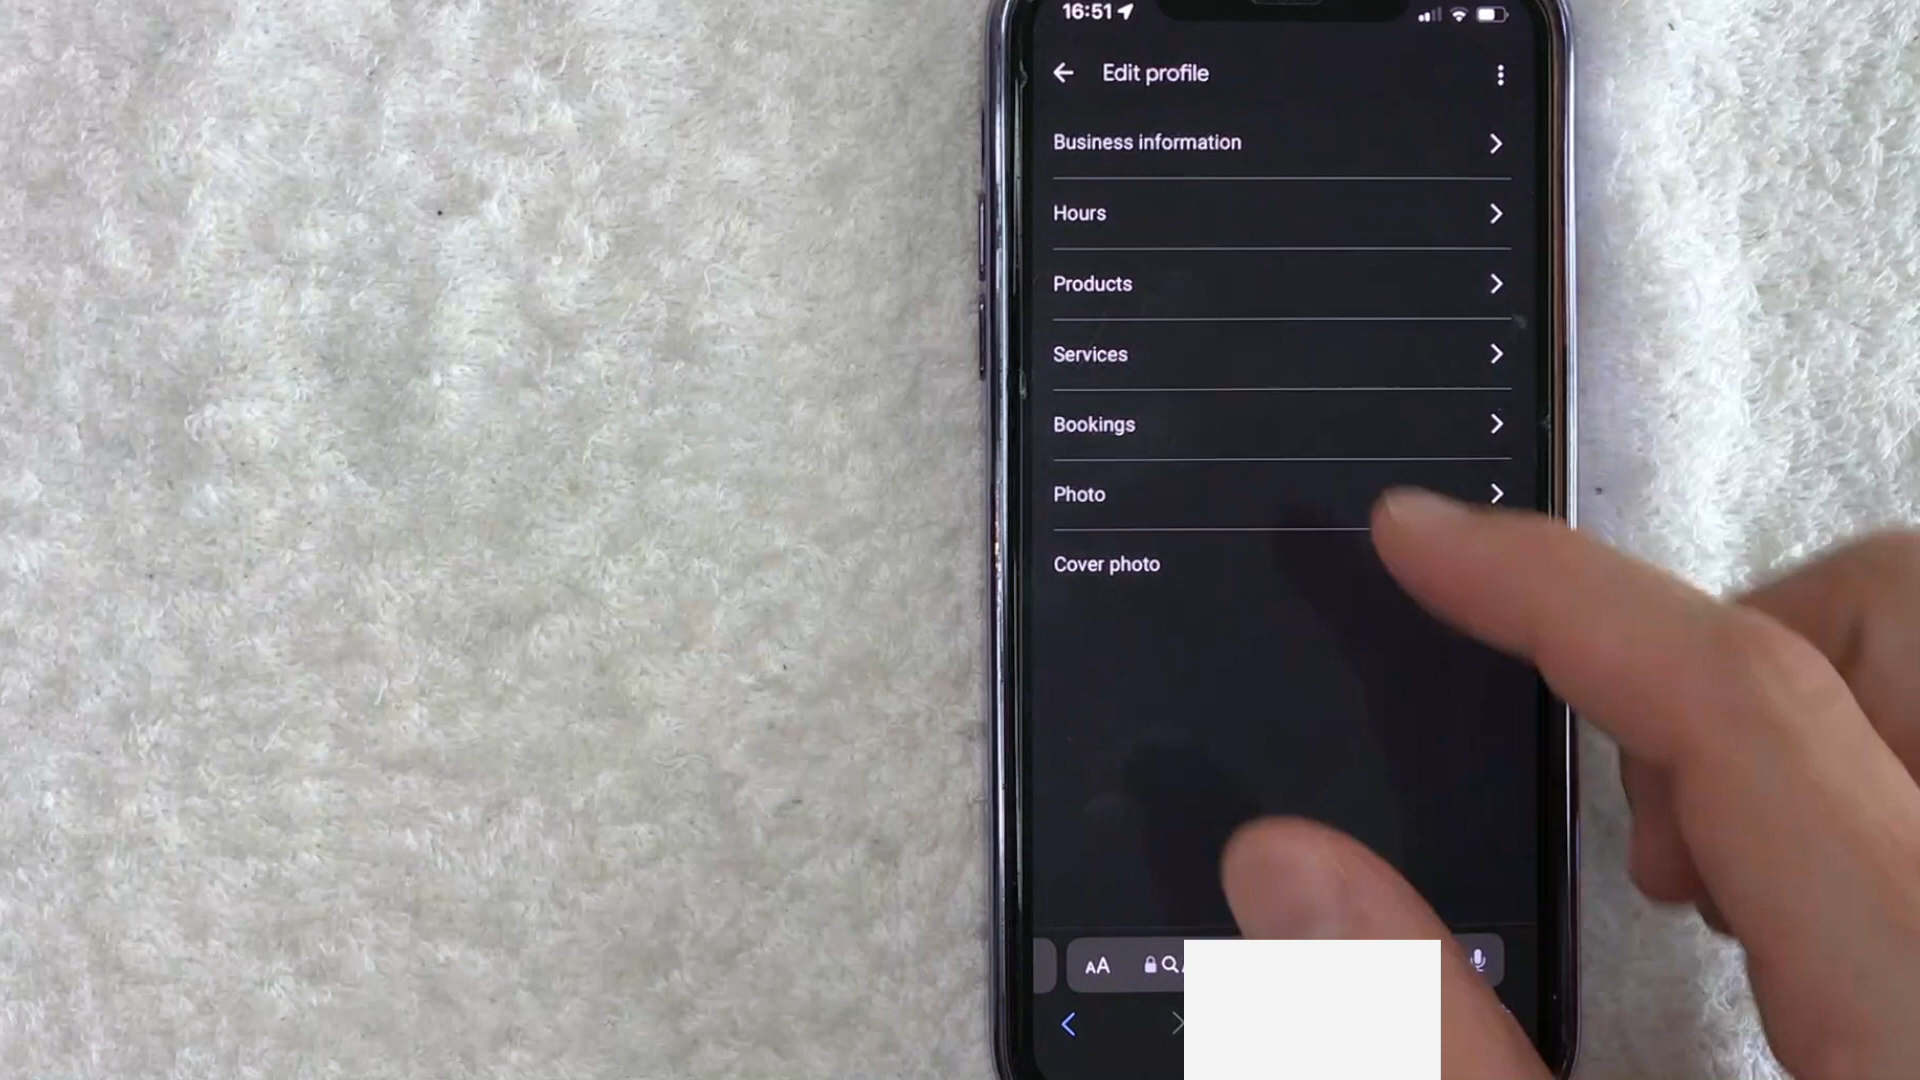 16:51
Edit profile
Business information
Hours
Products
Services
Bookings
Photo
Cover photo
AA